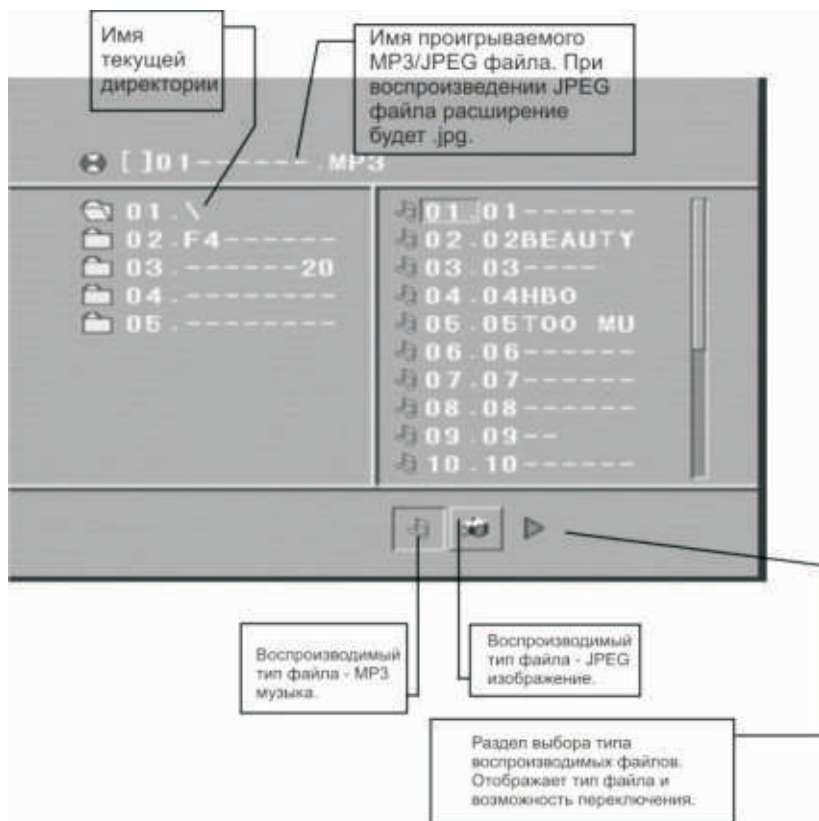 Имя
текущей
директории
Имя проигрываемого
MP3/JPEG файла. При
воспроизведении JPEG
файла расширение
будет .jpg.
[ ]01------.MP3
01.\
02.F4------
03.------20
04.--------
05.--------
01.01------
02.02BEAUTY
03.03----
04.04HBO
05.05TOO MU
06.06------
07.07------
08.08------
09.09--
10.10------
Воспроизводимый
тип файла - MP3
музыка.
Воспроизводимый
тип файла - JPEG
изображение.
Раздел выбора типа
воспроизводимых файлов.
Отображает тип файла и
возможность переключения.